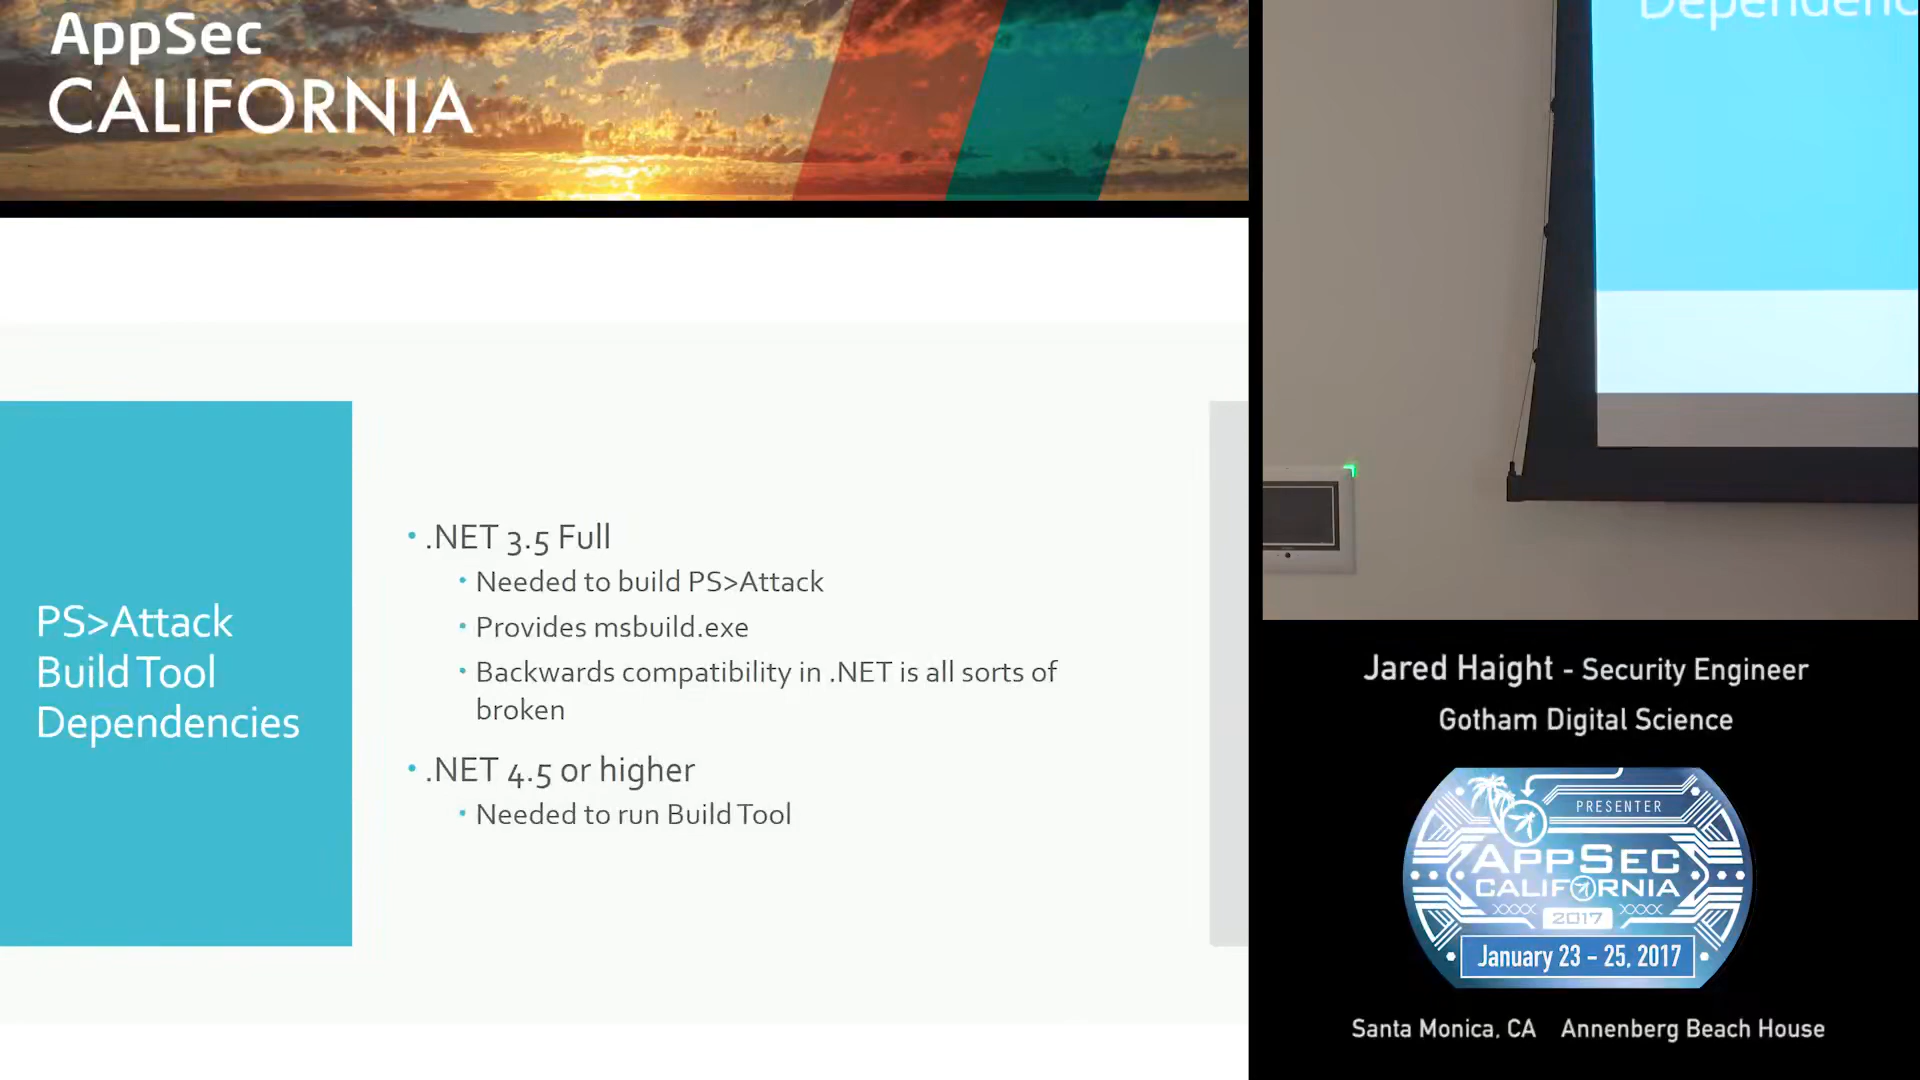 AppSec
CALIFORNIA
PS>Attack
Build Tool
Dependencies
• .NET 3.5 Full
• Needed to build PS>Attack
• Provides msbuild.exe
• Backwards compatibility in .NET is all sorts of
broken
• .NET 4.5 or higher
• Needed to run Build Tool
Dependenc
Jared Haight - Security Engineer
Gotham Digital Science
PRESENTER
APPSEC
CALIFORNIA
2017
January 23 - 25, 2017
Santa Monica, CA Annenberg Beach House